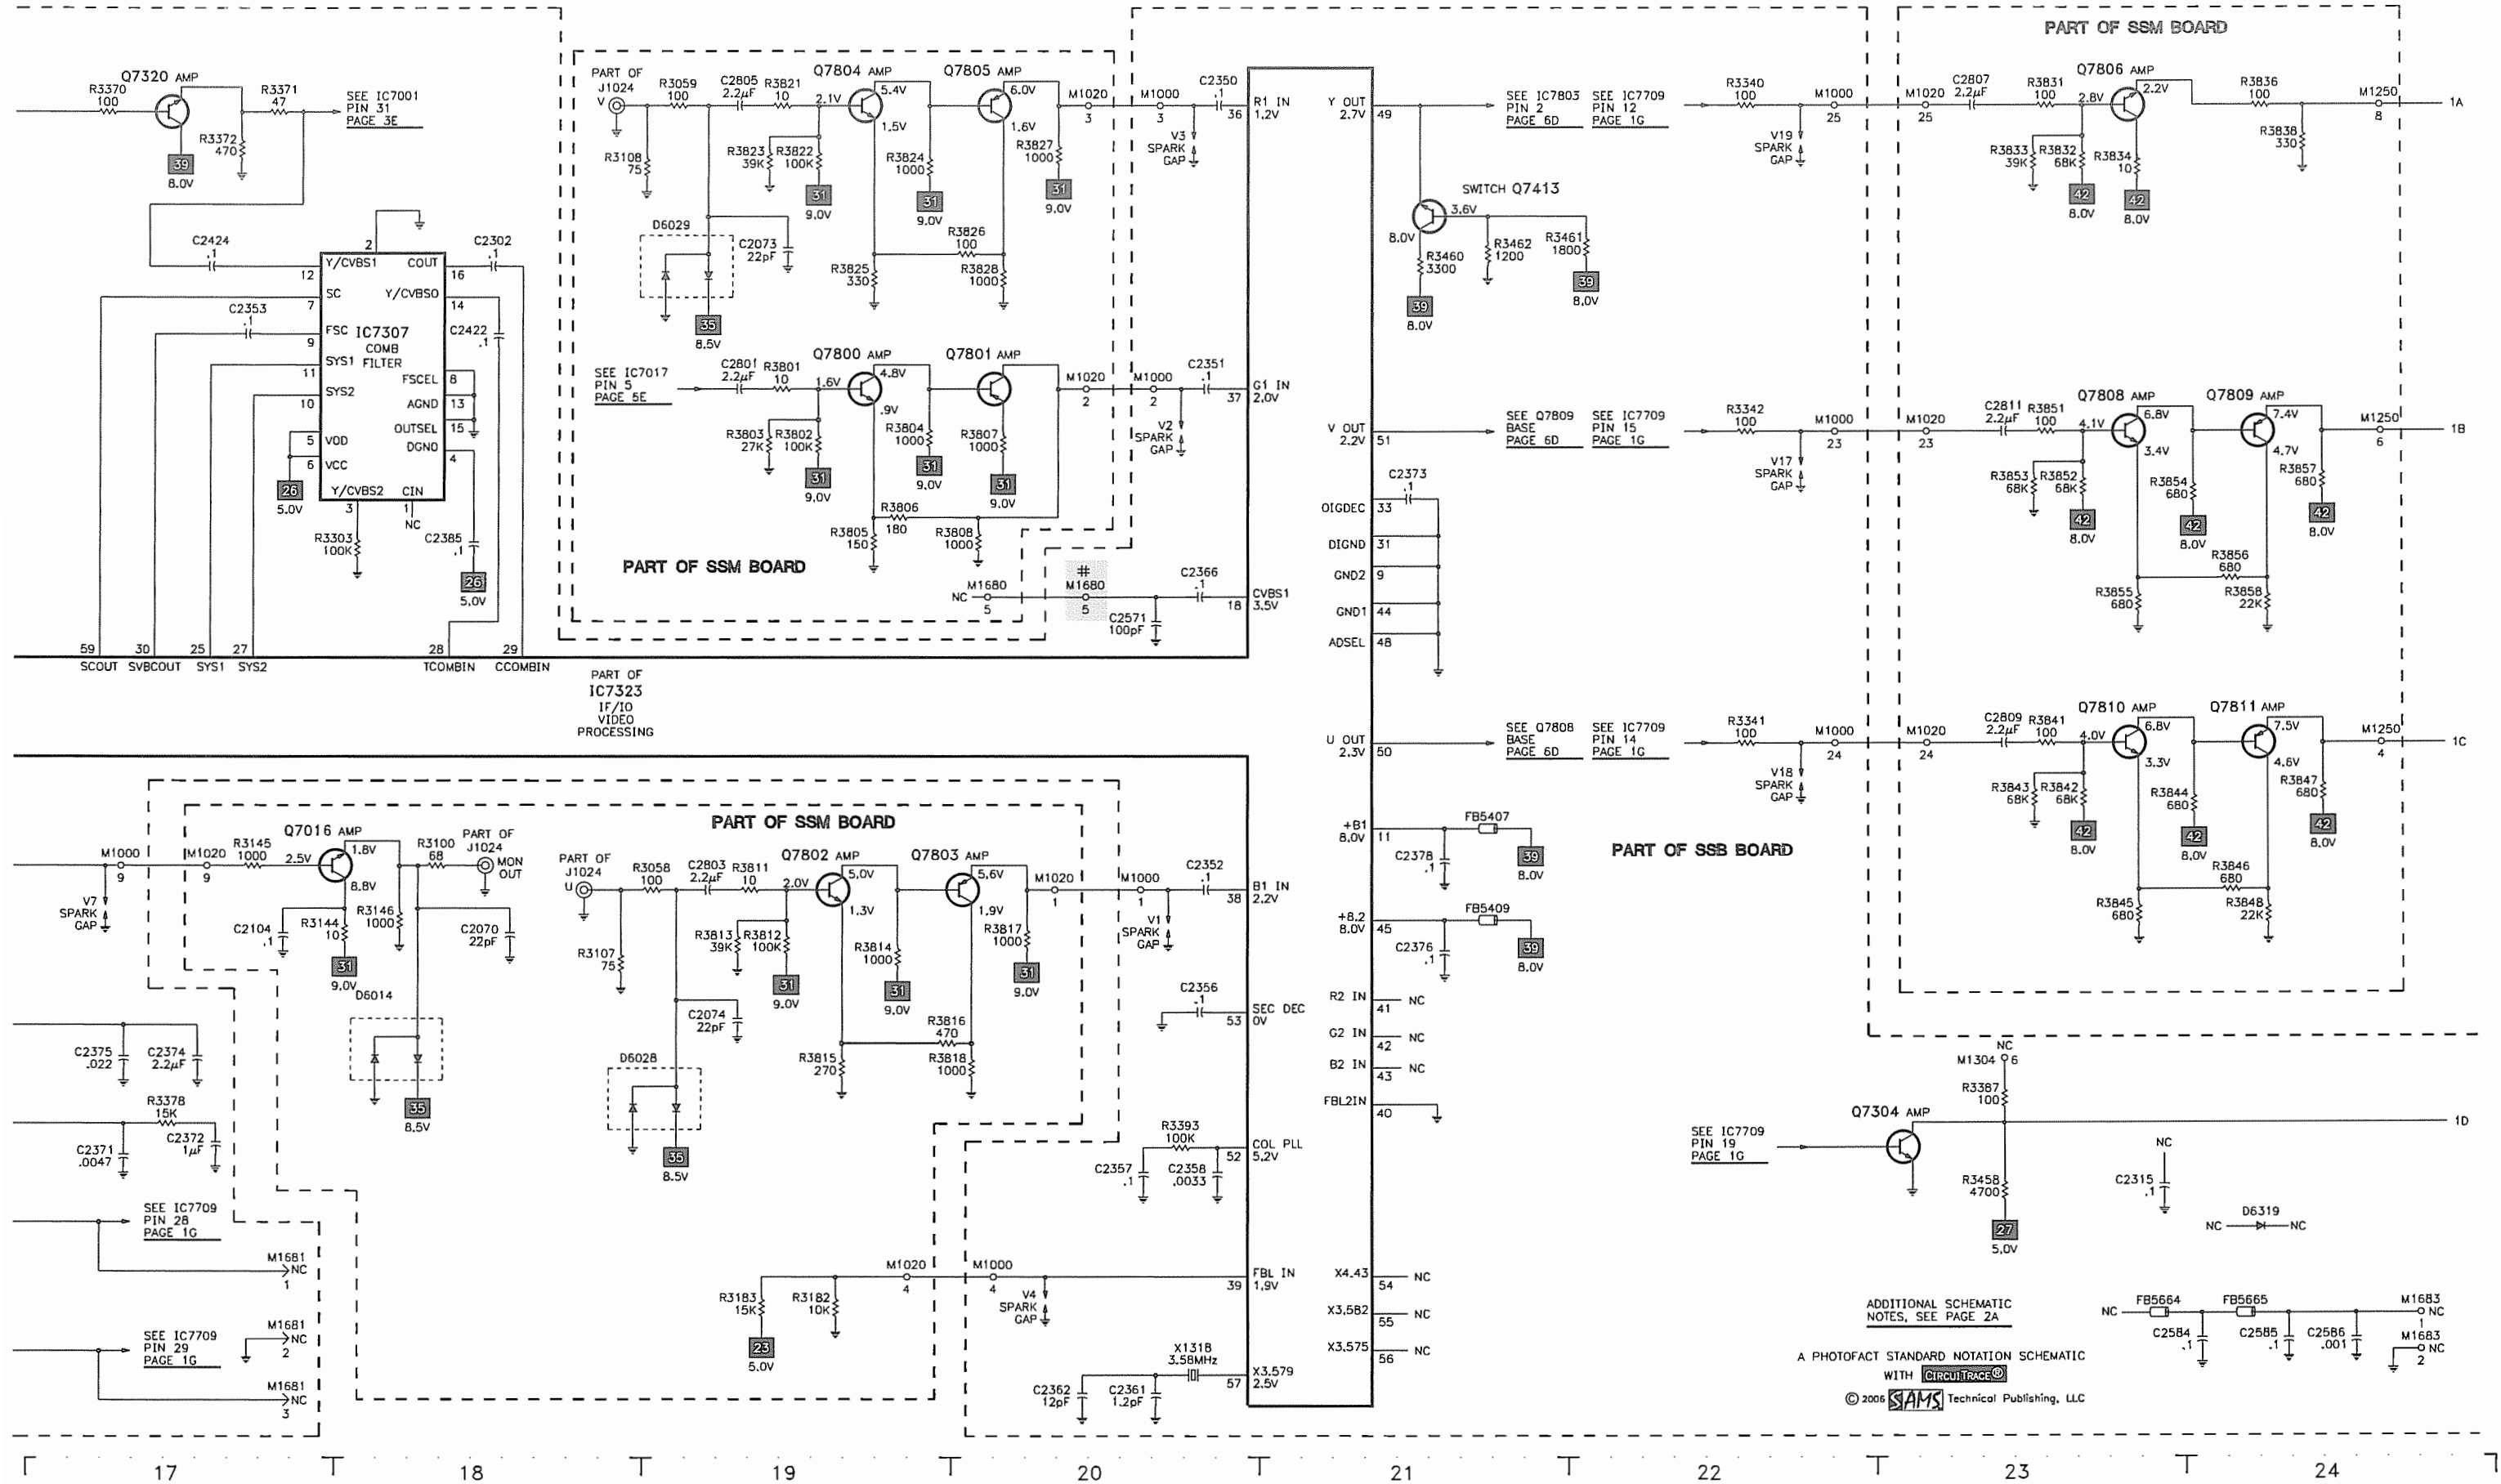 PART OF SSM BOARD
Q7320 AMP
R3370
100
R3371
47
SEE IC7001
PIN 31
PAGE 3E
R3372
470
39
8.0V
C2424
.1
2
C2302
.1
12
Y/CVBS1
COUT
16
SC
7
Y/CVBSO
14
C2353
.1
FSC
9
IC7307
COMB
FILTER
C2422
.1
SYS1
11
SYS2
10
FSCEL
8
AGND
13
OUTSEL
15
DGND
4
5
VOD
6
VCC
26
5.0V
Y/CVBS2
3
CIN
1
NC
R3303
100K
C2385
.1
26
5.0V
59
SCOUT
30
SVBCOUT
25
SYS1
27
SYS2
28
TCOMBIN
29
CCOMBIN
PART OF
J1024
V
R3059
100
C2805
2.2µF
R3821
10
Q7804 AMP
2.1V
5.4V
1.5V
Q7805 AMP
6.0V
1.6V
M1020
3
M1000
3
C2350
.1
R1 IN
36
1.2V
V3
SPARK
GAP
R3108
75
R3823
39K
R3822
100K
31
9.0V
R3824
1000
31
9.0V
R3827
1000
31
9.0V
D6029
C2073
22pF
35
8.5V
R3825
330
R3826
100
R3828
1000
SEE IC7017
PIN 5
PAGE 5E
C2801
2.2µF
R3801
10
Q7800 AMP
1.6V
4.8V
.9V
Q7801 AMP
M1020
2
M1000
2
C2351
.1
G1 IN
37
2.0V
V2
SPARK
GAP
R3803
27K
R3802
100K
31
9.0V
R3804
1000
31
9.0V
R3807
1000
31
9.0V
R3805
150
R3806
180
R3808
1000
PART OF SSM BOARD
NC
M1680
5
#
M1680
5
C2571
100pF
C2366
.1
CVBS1
18
3.5V
PART OF
IC7323
IF/IO
VIDEO
PROCESSING
Y OUT
2.7V
49
SEE IC7803
PIN 2
PAGE 6D
SEE IC7709
PIN 12
PAGE 1G
SWITCH Q7413
3.6V
8.0V
R3460
3300
39
8.0V
R3462
1200
R3461
1800
39
8.0V
V OUT
2.2V
51
SEE Q7809
BASE
PAGE 6D
SEE IC7709
PIN 15
PAGE 1G
C2373
.1
OIGDEC
33
DIGND
31
GND2
9
GND1
44
ADSEL
48
U OUT
2.3V
50
SEE Q7808
BASE
PAGE 6D
SEE IC7709
PIN 14
PAGE 1G
+B1
8.0V
11
FB5407
C2378
.1
39
8.0V
+8.2
8.0V
45
FB5409
C2376
.1
39
8.0V
R2 IN
41
NC
G2 IN
42
NC
B2 IN
43
NC
FBL2IN
40
X4.43
54
NC
X3.582
55
NC
X3.575
56
NC
R3340
100
M1000
25
V19
SPARK
GAP
M1020
25
C2807
2.2µF
R3831
100
Q7806 AMP
2.8V
2.2V
R3836
100
M1250
8
1A
R3833
39K
R3832
68K
42
8.0V
R3834
10
42
8.0V
R3838
330
R3342
100
M1000
23
V17
SPARK
GAP
M1020
23
C2811
2.2µF
R3851
100
Q7808 AMP
4.1V
6.8V
3.4V
Q7809 AMP
7.4V
4.7V
M1250
6
1B
R3853
68K
R3852
68K
42
8.0V
R3854
680
42
8.0V
R3857
680
42
8.0V
R3855
680
R3856
680
R3858
22K
R3341
100
M1000
24
V18
SPARK
GAP
M1020
24
C2809
2.2µF
R3841
100
Q7810 AMP
4.0V
6.8V
3.3V
Q7811 AMP
7.5V
4.6V
M1250
4
1C
R3843
68K
R3842
68K
42
8.0V
R3844
680
42
8.0V
R3847
680
42
8.0V
R3845
680
R3846
680
R3848
22K
PART OF SSB BOARD
M1000
9
V7
SPARK
GAP
M1020
9
R3145
1000
Q7016 AMP
2.5V
1.8V
8.8V
R3100
68
PART OF
J1024
MON
OUT
C2104
.1
R3144
10
31
9.0V
R3146
1000
C2070
22pF
D6014
35
8.5V
C2375
.022
C2374
2.2µF
R3378
15K
C2371
.0047
C2372
1µF
SEE IC7709
PIN 28
PAGE 1G
M1681
NC
1
M1681
NC
2
SEE IC7709
PIN 29
PAGE 1G
M1681
NC
3
PART OF SSM BOARD
PART OF
J1024
U
R3058
100
C2803
2.2µF
R3811
10
Q7802 AMP
2.0V
5.0V
1.3V
Q7803 AMP
5.6V
1.9V
M1020
1
M1000
1
C2352
.1
B1 IN
38
2.2V
V1
SPARK
GAP
R3107
75
R3813
39K
R3812
100K
31
9.0V
R3814
1000
31
9.0V
R3817
1000
31
9.0V
C2074
22pF
D6028
35
8.5V
R3815
270
R3816
470
R3818
1000
C2356
.1
SEC DEC
53
0V
R3393
100K
COL PLL
52
5.2V
C2357
.1
C2358
.0033
M1020
4
M1000
4
FBL IN
39
1.9V
R3183
15K
23
5.0V
R3182
10K
V4
SPARK
GAP
X1318
3.58MHz
X3.579
57
2.5V
C2362
12pF
C2361
1.2pF
NC
M1304
6
R3387
100
Q7304 AMP
SEE IC7709
PIN 19
PAGE 1G
1D
R3458
4700
27
5.0V
NC
C2315
.1
D6319
NC
NC
ADDITIONAL SCHEMATIC
NOTES, SEE PAGE 2A
NC
FB5664
FB5665
M1683
NC
1
C2584
.1
C2585
.1
C2586
.001
M1683
NC
2
A PHOTOFACT STANDARD NOTATION SCHEMATIC
WITH CIRCUITRACE®
© 2006 SAMS Technical Publishing, LLC
17
18
19
20
21
22
23
24